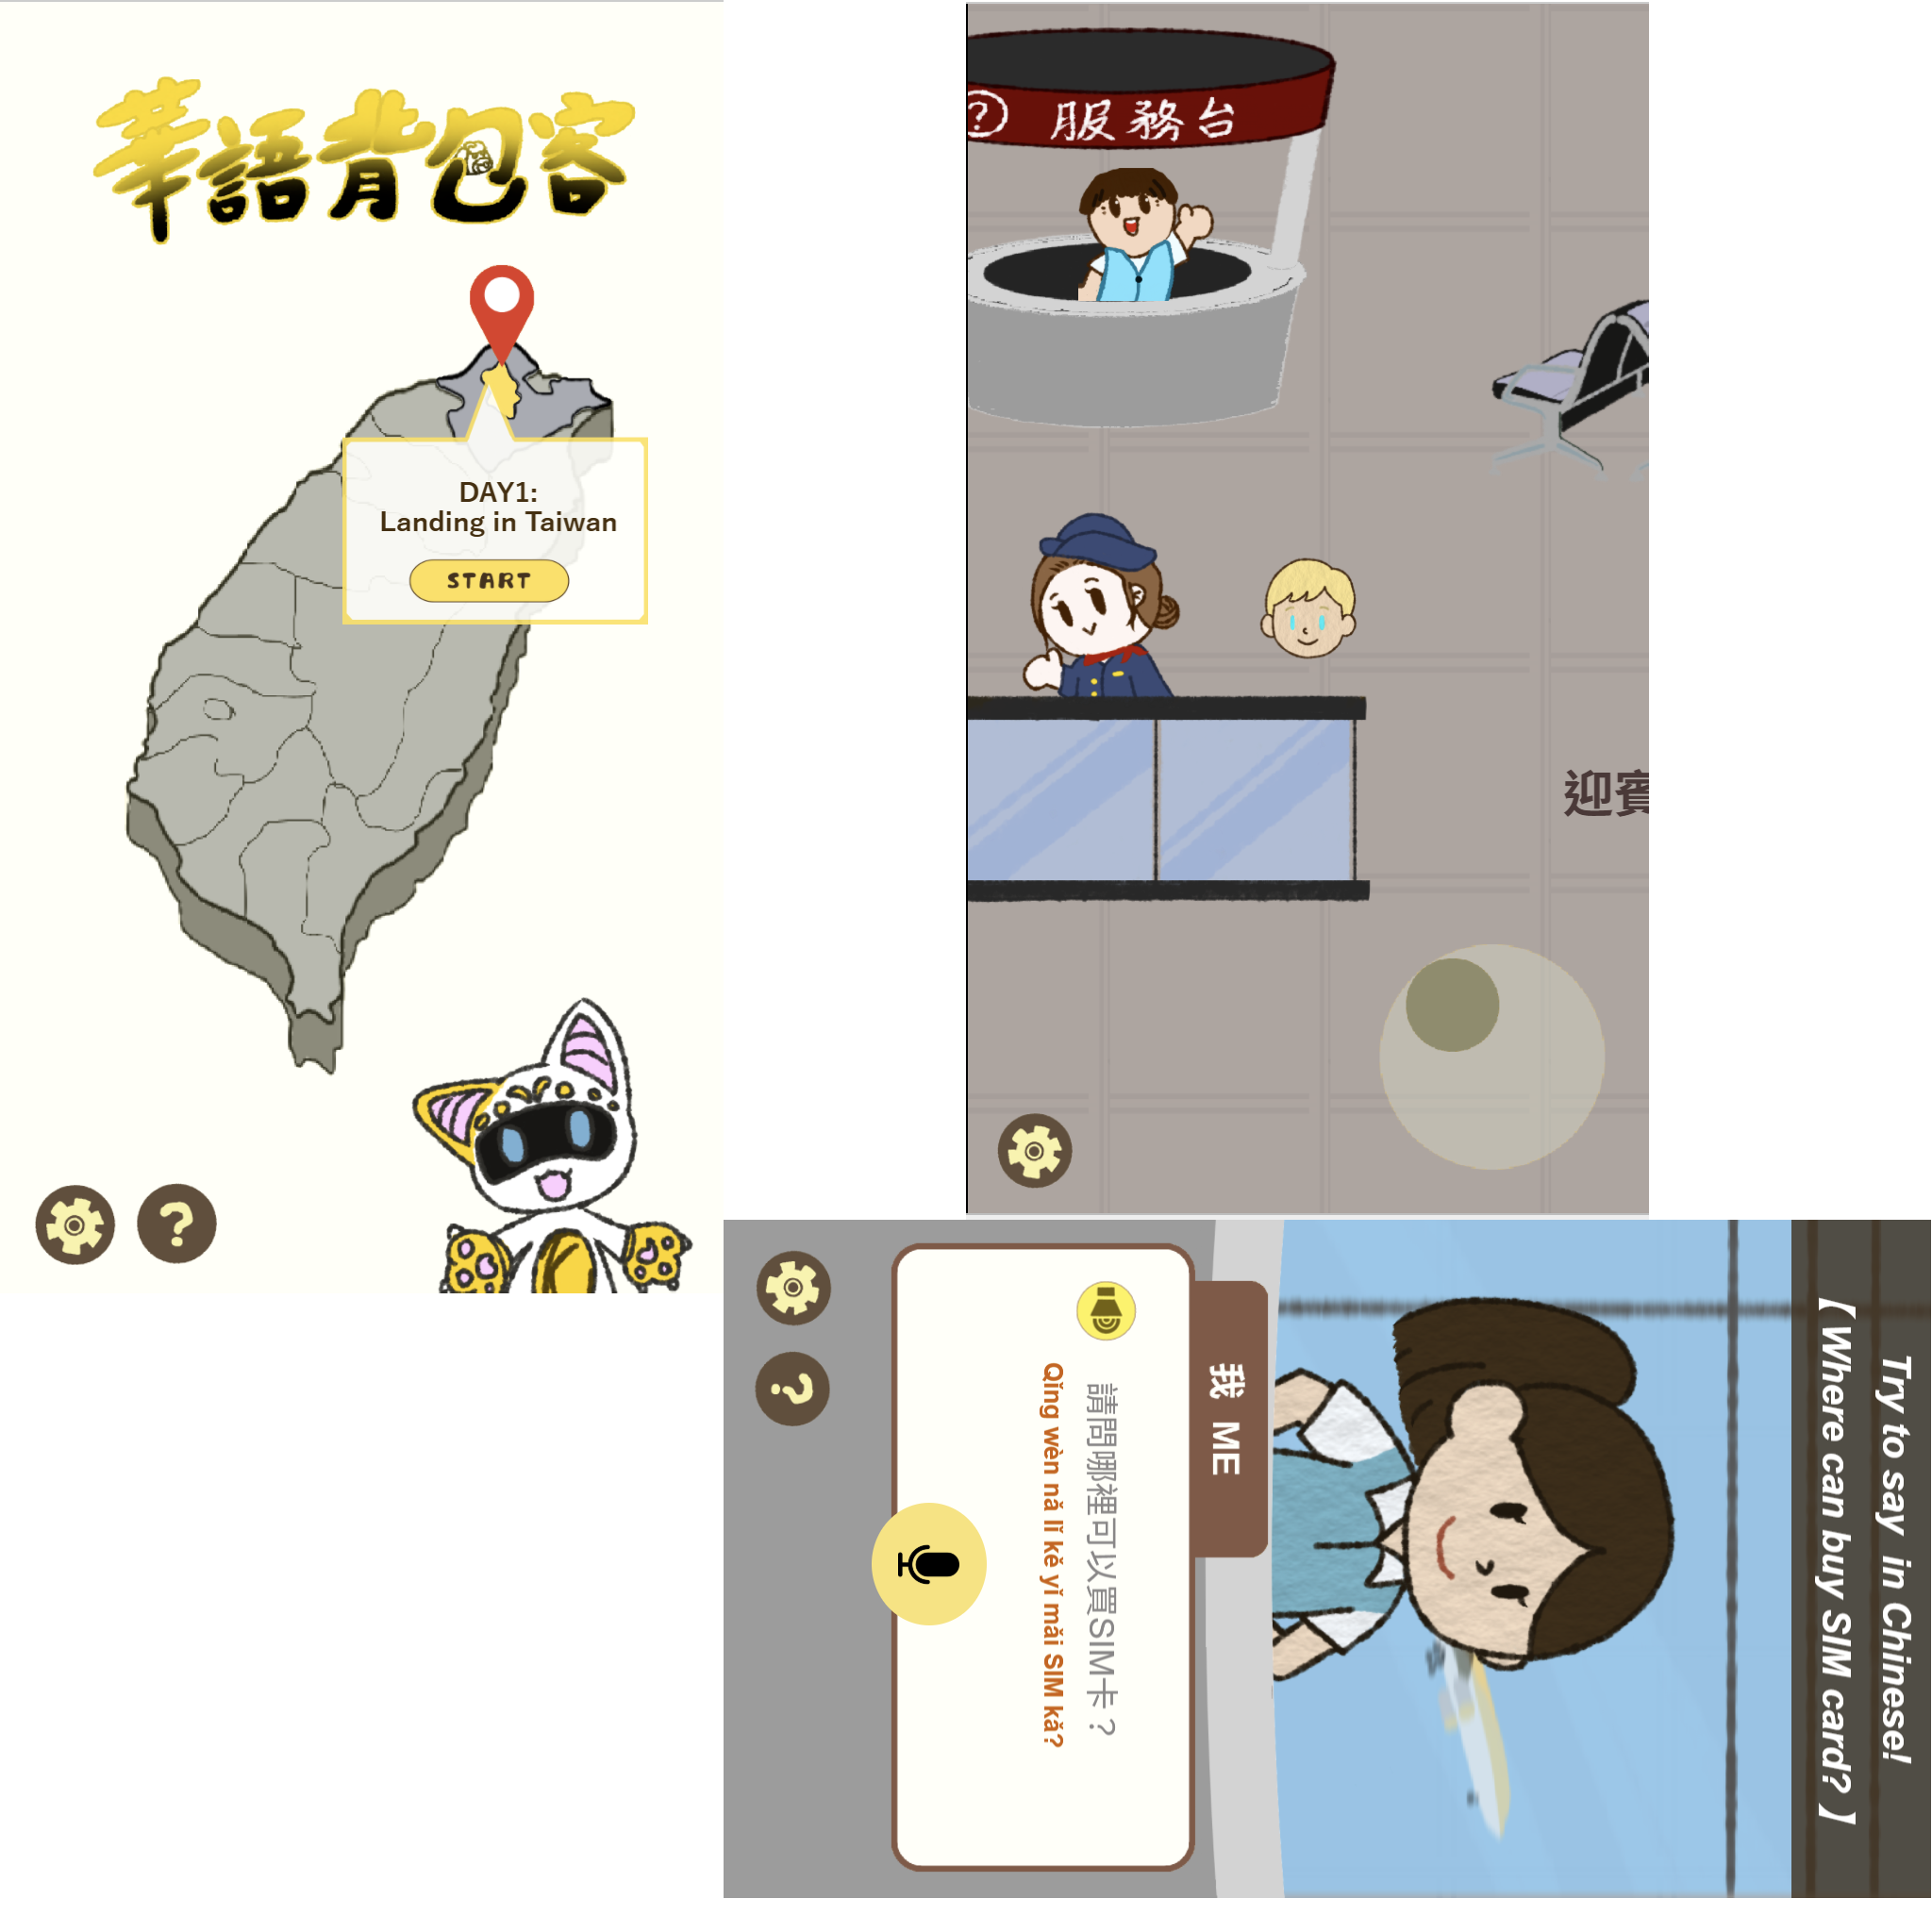 華語背包客
DAY1:
Landing in Taiwan
START
?
? 服務台
迎賓
Try to say in Chinese!
【Where can buy SIM card?】
我 ME
請問哪裡可以買SIM卡？
Qǐng wèn nǎ lǐ kě yǐ mǎi SIM kǎ?
?